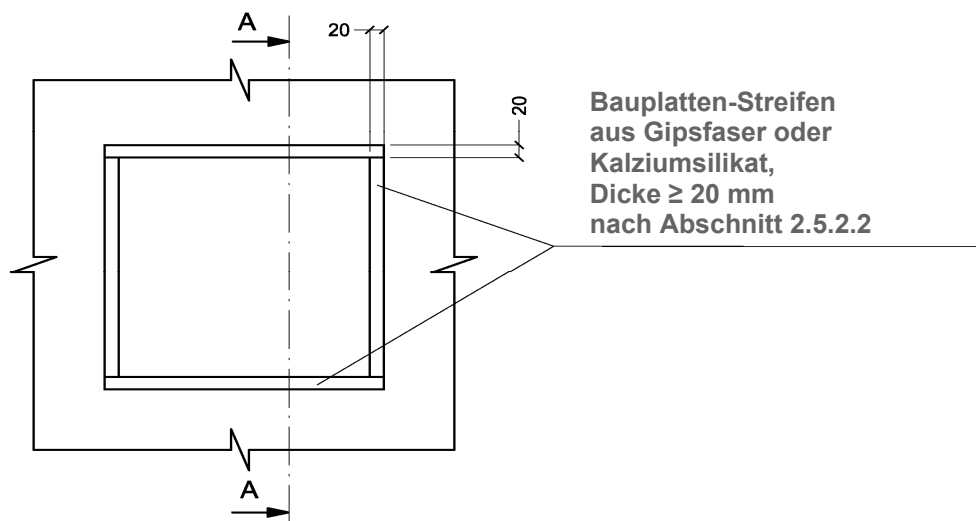 A
20
20
Bauplatten-Streifen
aus Gipsfaser oder
Kalziumsilikat,
Dicke ≥ 20 mm
nach Abschnitt 2.5.2.2
A